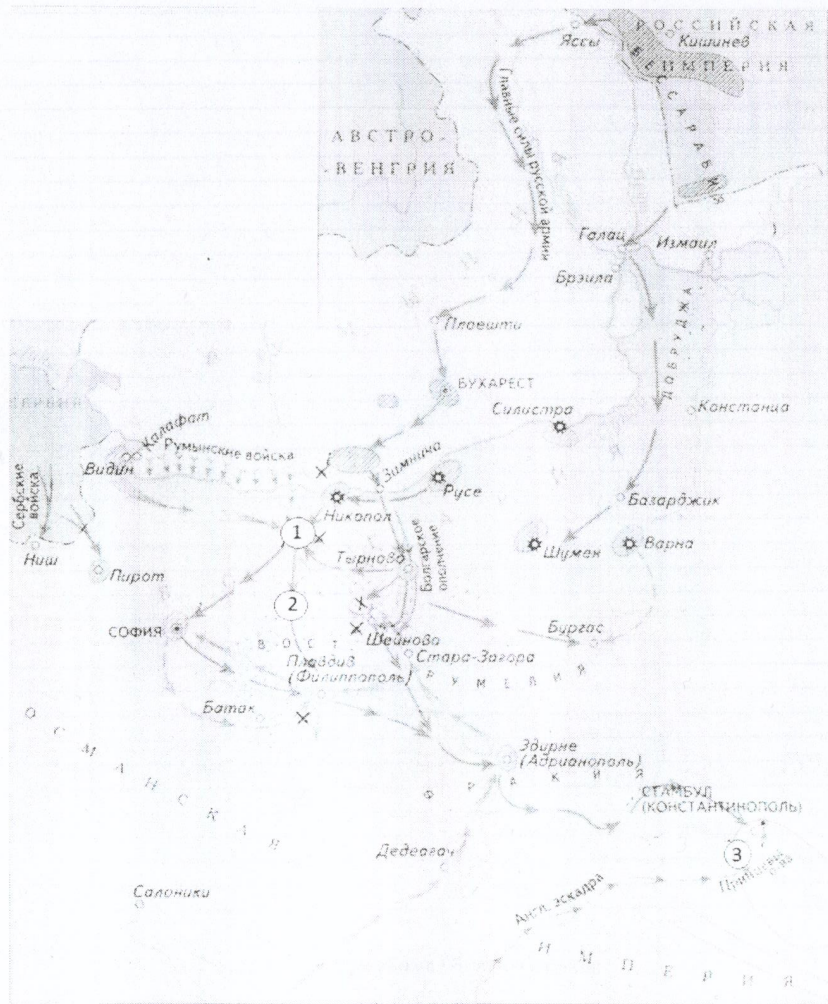 РОССИЙСКАЯ
ИМПЕРИЯ
Яссы
Кишинев
БЕССАРАБИЯ
Главные силы русской армии
АВСТРО-
-ВЕНГРИЯ
Галац
Измаил
Брэила
ДОБРУДЖА
Плоешти
БУХАРЕСТ
Силистра
Констанца
Калафат
Видин
Румынские войска
Зимнича
Сербские
войска
Русе
Никопол
Базарджик
1
Болгарское
ополчение
Шумен
Варна
Ниш
Тырново
Пирот
2
СОФИЯ
Шейново
Бургас
ВОСТ
Стара-Загора
Пловдив
(Филиппополь)
РУМЕЛИЯ
Батак
ОСМАНСКАЯ
Здирне
(Адрианополь)
ФРАКИЯ
СТАМБУЛ
(КОНСТАНТИНОПОЛЬ)
3
Дедеагач
Салоники
Англ. эскадра
ИМПЕРИЯ